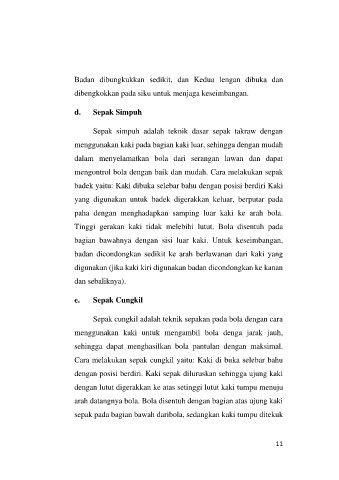 Badan dibungkukkan sedikit, dan Kedua lengan dibuka dan
dibengkokkan pada siku untuk menjaga keseimbangan.
d. Sepak Simpuh
Sepak simpuh adalah teknik dasar sepak takraw dengan
menggunakan kaki pada bagian kaki luar, sehingga dengan mudah
dalam menyelamatkan bola dari serangan lawan dan dapat
mengontrol bola dengan baik dan mudah. Cara melakukan sepak
badek yaitu: Kaki dibuka selebar bahu dengan posisi berdiri Kaki
yang digunakan untuk badek digerakkan keluar, berputar pada
paha dengan menghadapkan samping luar kaki ke arah bola.
Tinggi gerakan kaki tidak melebihi lutut. Bola disentuh pada
bagian bawahnya dengan sisi luar kaki. Untuk keseimbangan,
badan dicondongkan sedikit ke arah berlawanan dari kaki yang
digunakan (jika kaki kiri digunakan badan dicondongkan ke kanan
dan sebaliknya).
e. Sepak Cungkil
Sepak cungkil adalah teknik sepakan pada bola dengan cara
menggunakan kaki untuk mengambil bola denga jarak jauh,
sehingga dapat menghasilkan bola pantulan dengan maksimal.
Cara melakukan sepak cungkil yaitu: Kaki di buka selebar bahu
dengan posisi berdiri. Kaki sepak diluruskan sehingga ujung kaki
dengan lutut digerakkan ke atas setinggi lutut kaki tumpu menuju
arah datangnya bola. Bola disentuh dengan bagian atas ujung kaki
sepak pada bagian bawah daribola, sedangkan kaki tumpu ditekuk
11